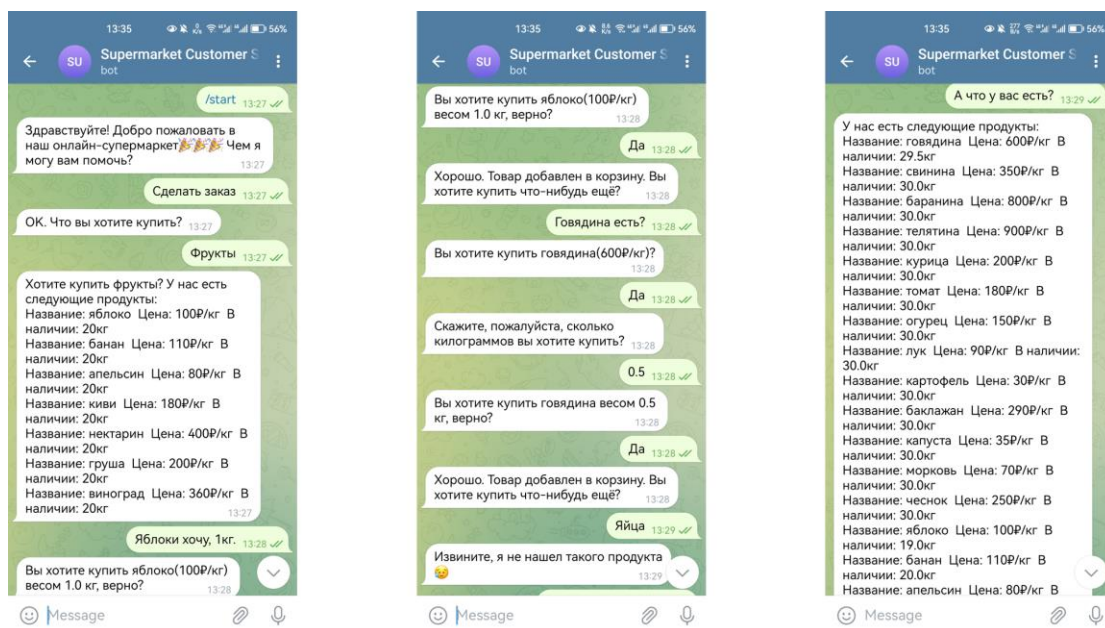 13:35
56%
SU
Supermarket Customer S
bot
/start 13:27
Здравствуйте! Добро пожаловать в
наш онлайн-супермаркет🎉🎉🎉 Чем я
могу вам помочь?
13:27
Сделать заказ 13:27
ОК. Что вы хотите купить? 13:27
Фрукты 13:27
Хотите купить фрукты? У нас есть
следующие продукты:
Название: яблоко Цена: 100₽/кг В
наличии: 20кг
Название: банан Цена: 110₽/кг В
наличии: 20кг
Название: апельсин Цена: 80₽/кг В
наличии: 20кг
Название: киви Цена: 180₽/кг В
наличии: 20кг
Название: нектарин Цена: 400₽/кг В
наличии: 20кг
Название: груша Цена: 200₽/кг В
наличии: 20кг
Название: виноград Цена: 360₽/кг В
наличии: 20кг
13:27
Яблоки хочу, 1кг. 13:28
Вы хотите купить яблоко(100₽/кг)
весом 1.0 кг, верно?
13:28
Message
13:35
56%
SU
Supermarket Customer S
bot
Вы хотите купить яблоко(100₽/кг)
весом 1.0 кг, верно?
13:28
Да 13:28
Хорошо. Товар добавлен в корзину. Вы
хотите купить что-нибудь ещё? 13:28
Говядина есть? 13:28
Вы хотите купить говядина(600₽/кг)?
13:28
Да 13:28
Скажите, пожалуйста, сколько
килограммов вы хотите купить? 13:28
0.5 13:28
Вы хотите купить говядина весом 0.5
кг, верно?
13:28
Да 13:28
Хорошо. Товар добавлен в корзину. Вы
хотите купить что-нибудь ещё? 13:28
Яйца 13:29
Извините, я не нашел такого продукта
😥
13:29
Message
13:35
56%
SU
Supermarket Customer S
bot
А что у вас есть? 13:29
У нас есть следующие продукты:
Название: говядина Цена: 600₽/кг В
наличии: 29.5кг
Название: свинина Цена: 350₽/кг В
наличии: 30.0кг
Название: баранина Цена: 800₽/кг В
наличии: 30.0кг
Название: телятина Цена: 900₽/кг В
наличии: 30.0кг
Название: курица Цена: 200₽/кг В
наличии: 30.0кг
Название: томат Цена: 180₽/кг В
наличии: 30.0кг
Название: огурец Цена: 150₽/кг В
наличии: 30.0кг
Название: лук Цена: 90₽/кг В наличии:
30.0кг
Название: картофель Цена: 30₽/кг В
наличии: 30.0кг
Название: баклажан Цена: 290₽/кг В
наличии: 30.0кг
Название: капуста Цена: 35₽/кг В
наличии: 30.0кг
Название: морковь Цена: 70₽/кг В
наличии: 30.0кг
Название: чеснок Цена: 250₽/кг В
наличии: 30.0кг
Название: яблоко Цена: 100₽/кг В
наличии: 19.0кг
Название: банан Цена: 110₽/кг В
наличии: 20.0кг
Название: апельсин Цена: 80₽/кг В
Message